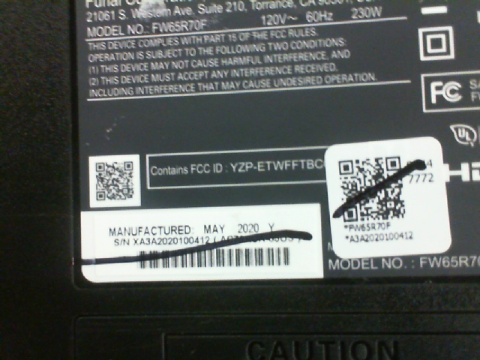 21061 S. Western Ave. Suite 210, Torrance, CA 90501,
MODEL NO.: FW65R70F 120V~ 60Hz 230W
THIS DEVICE COMPLIES WITH PART 15 OF THE FCC RULES.
OPERATION IS SUBJECT TO THE FOLLOWING TWO CONDITIONS:
(1) THIS DEVICE MAY NOT CAUSE HARMFUL INTERFERENCE, AND
(2) THIS DEVICE MUST ACCEPT ANY INTERFERENCE RECEIVED,
INCLUDING INTERFERENCE THAT MAY CAUSE UNDESIRED OPERATION.
FC
UL
Contains FCC ID : YZP-ETWFFTBC
7772
*FW65R70F
*A3A2020100412
MANUFACTURED: MAY 2020 Y
S/N XA3A2020100412
MODEL NO. : FW65R70
CAUTION